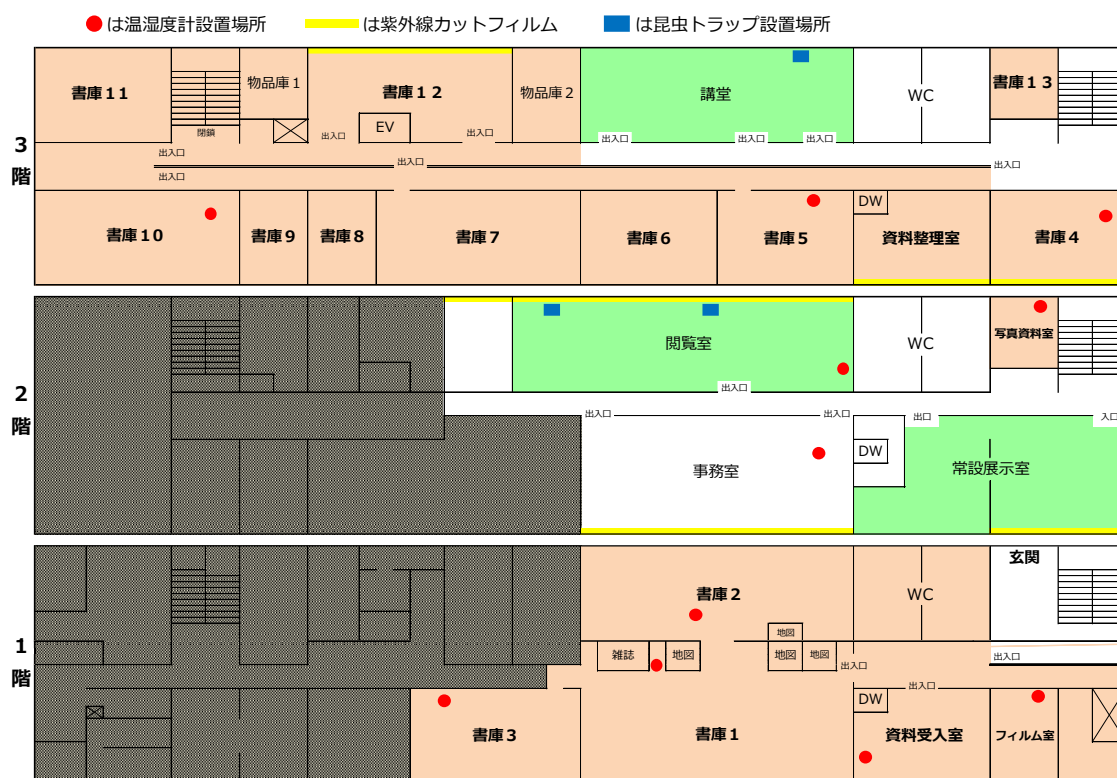 は温湿度計設置場所 は紫外線カットフィルム は昆虫トラップ設置場所
3階
書庫11 物品庫1 書庫12 物品庫2 講堂 WC 書庫13
閉鎖 出入口 EV 出入口 出入口 出入口 出入口
出入口 出入口 出入口
出入口
書庫10 書庫9 書庫8 書庫7 書庫6 書庫5 DW 資料整理室 書庫4
2階
閲覧室 WC 写真資料室
出入口
出入口 出入口 出口 入口
事務室 DW 常設展示室
1階
書庫2 WC 玄関
地図
雑誌 地図 地図 地図 出入口 出入口
出入口
書庫3 書庫1 DW 資料受入室 フィルム室